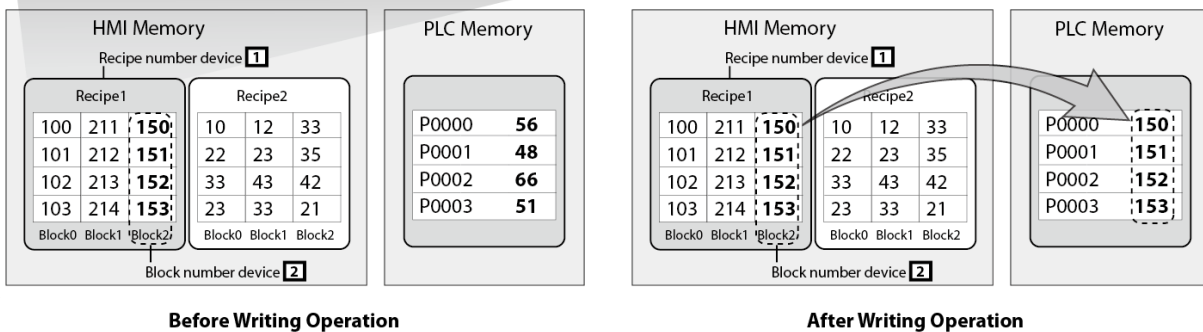 HMI Memory
Recipe number device 1
Recipe1 Recipe2
100 211 150 10 12 33
101 212 151 22 23 35
102 213 152 33 43 42
103 214 153 23 33 21
Block0 Block1 Block2 Block0 Block1 Block2
Block number device 2
PLC Memory
P0000 56
P0001 48
P0002 66
P0003 51
Before Writing Operation
HMI Memory
Recipe number device 1
Recipe1 Recipe2
100 211 150 10 12 33
101 212 151 22 23 35
102 213 152 33 43 42
103 214 153 23 33 21
Block0 Block1 Block2 Block0 Block1 Block2
Block number device 2
PLC Memory
P0000 150
P0001 151
P0002 152
P0003 153
After Writing Operation